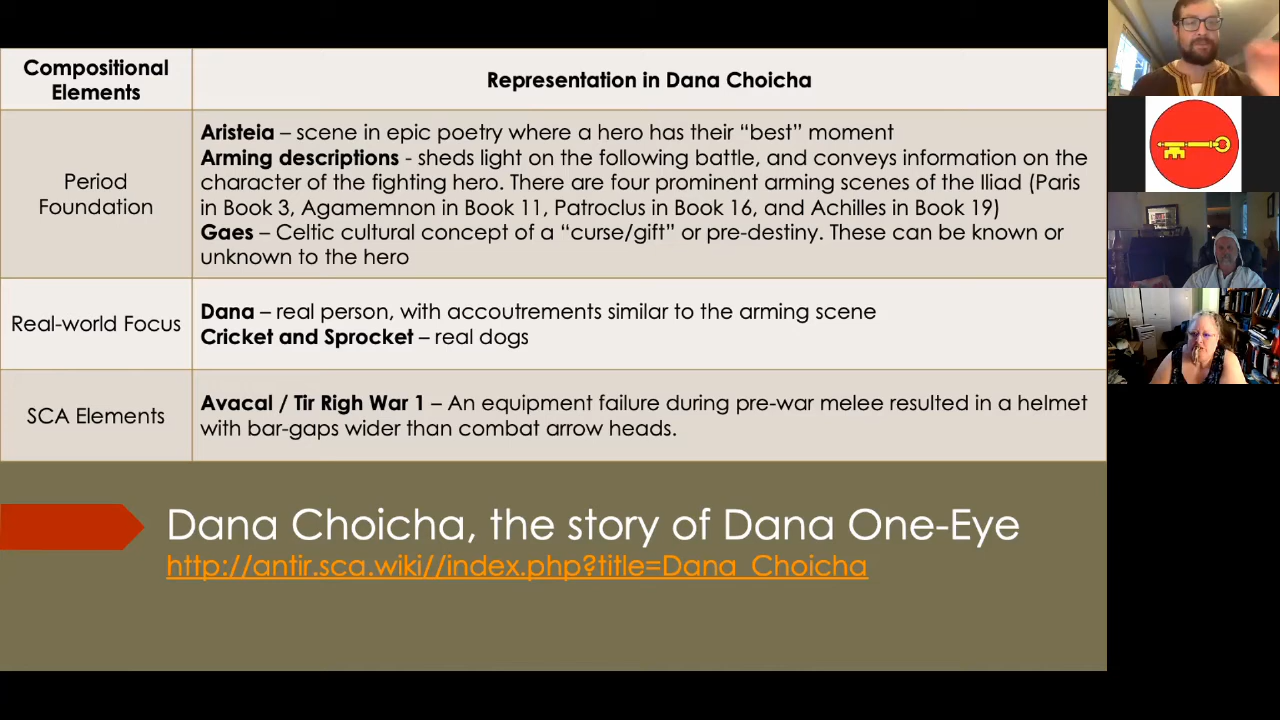 Compositional
Elements
Representation in Dana Choicha
Period
Foundation
Aristeia – scene in epic poetry where a hero has their “best” moment
Arming descriptions - sheds light on the following battle, and conveys information on the
character of the fighting hero. There are four prominent arming scenes of the Iliad (Paris
in Book 3, Agamemnon in Book 11, Patroclus in Book 16, and Achilles in Book 19)
Gaes – Celtic cultural concept of a “curse/gift” or pre-destiny. These can be known or
unknown to the hero
Real-world Focus
Dana – real person, with accoutrements similar to the arming scene
Cricket and Sprocket – real dogs
SCA Elements
Avacal / Tir Righ War 1 – An equipment failure during pre-war melee resulted in a helmet
with bar-gaps wider than combat arrow heads.
Dana Choicha, the story of Dana One-Eye
http://antir.sca.wiki//index.php?title=Dana_Choicha